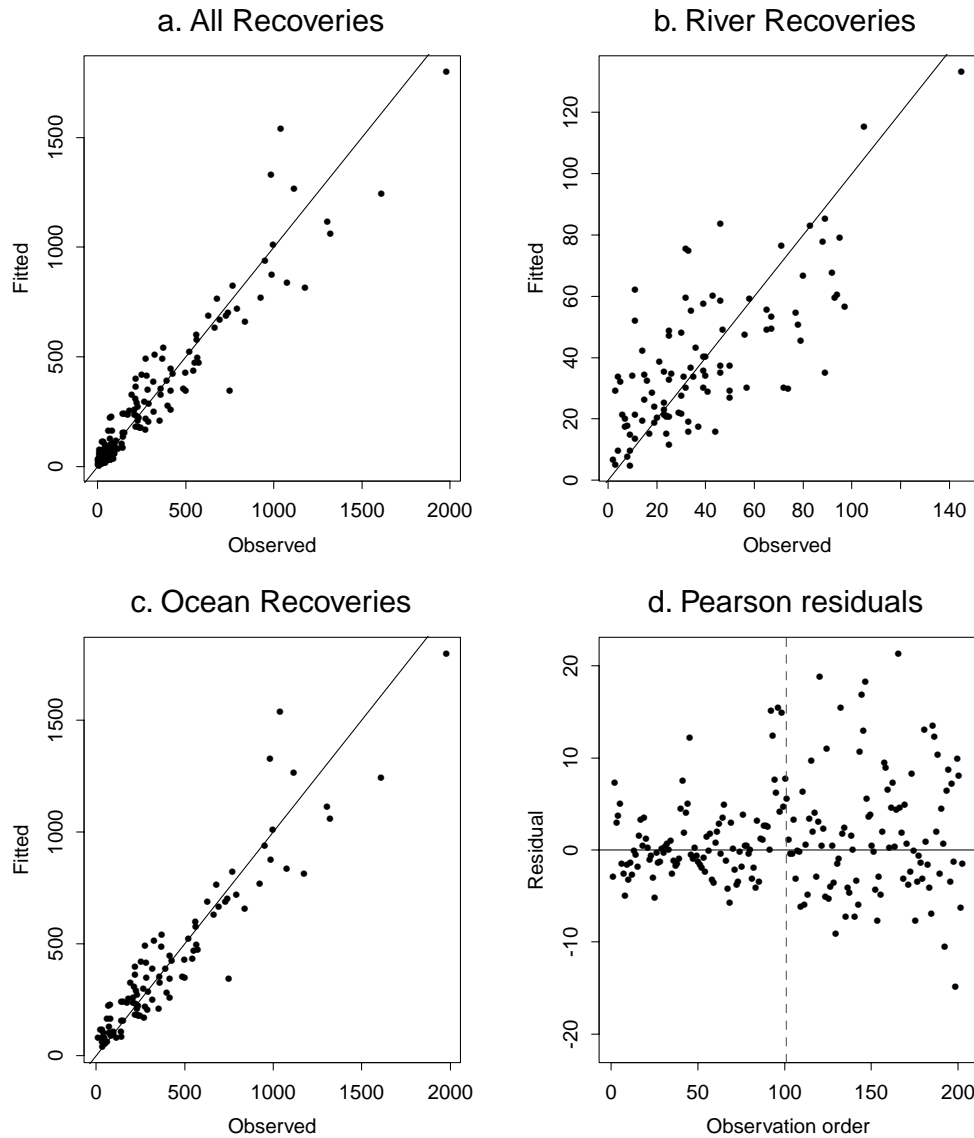 a. All Recoveries
Fitted
0 500 1000 1500
0 500 1000 1500 2000
Observed
b. River Recoveries
Fitted
0 20 40 60 80 100 120
0 20 40 60 80 100 140
Observed
c. Ocean Recoveries
Fitted
0 500 1000 1500
0 500 1000 1500 2000
Observed
d. Pearson residuals
Residual
-20 -10 0 10 20
0 50 100 150 200
Observation order